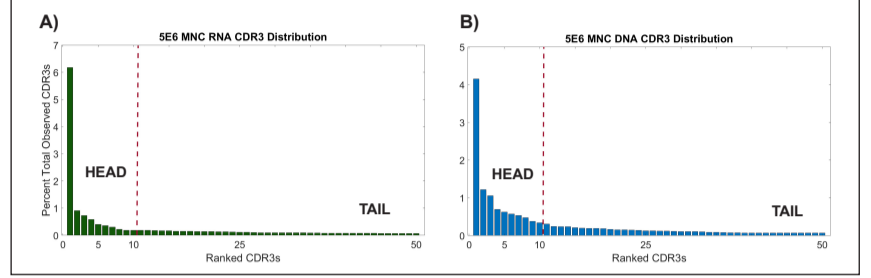 A)
5E6 MNC RNA CDR3 Distribution
Percent Total Observed CDR3s
7
6
5
4
3
2
1
0
HEAD
TAIL
0 5 10 25 50
Ranked CDR3s
B)
5E6 MNC DNA CDR3 Distribution
5
4
3
2
1
0
HEAD
TAIL
0 5 10 25 50
Ranked CDR3s